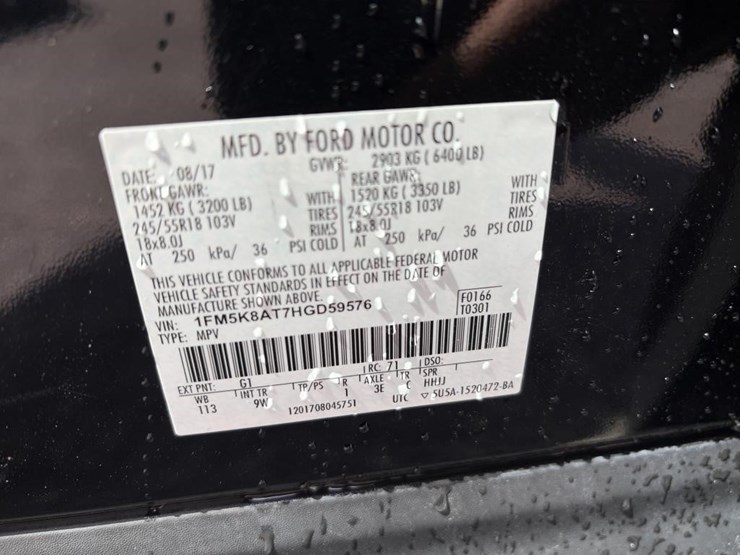 MFD. BY FORD MOTOR CO.
DATE: 08/17 GVWR: 2903 KG ( 6400 LB)
FRONT GAWR: REAR GAWR:
1452 KG ( 3200 LB) WITH 1520 KG ( 3350 LB) WITH
245/55R18 103V TIRES 245/55R18 103V TIRES
18x8.0J RIMS 18x8.0J RIMS
AT 250 kPa/ 36 PSI COLD AT 250 kPa/ 36 PSI COLD
THIS VEHICLE CONFORMS TO ALL APPLICABLE FEDERAL MOTOR
VEHICLE SAFETY STANDARDS IN EFFECT ON THE DATE OF
MANUFACTURE SHOWN ABOVE.
VIN: 1FM5K8AT7HGD59576 F0166
TYPE: MPV T0301
EXT PNT: G1 RC: 71 DSO:
WB INT TR TP/PS R AXLE TR SPR
113 9W 1 3E C HHJJ
1201708045751 UTC ▽ 5U5A-1520472-BA